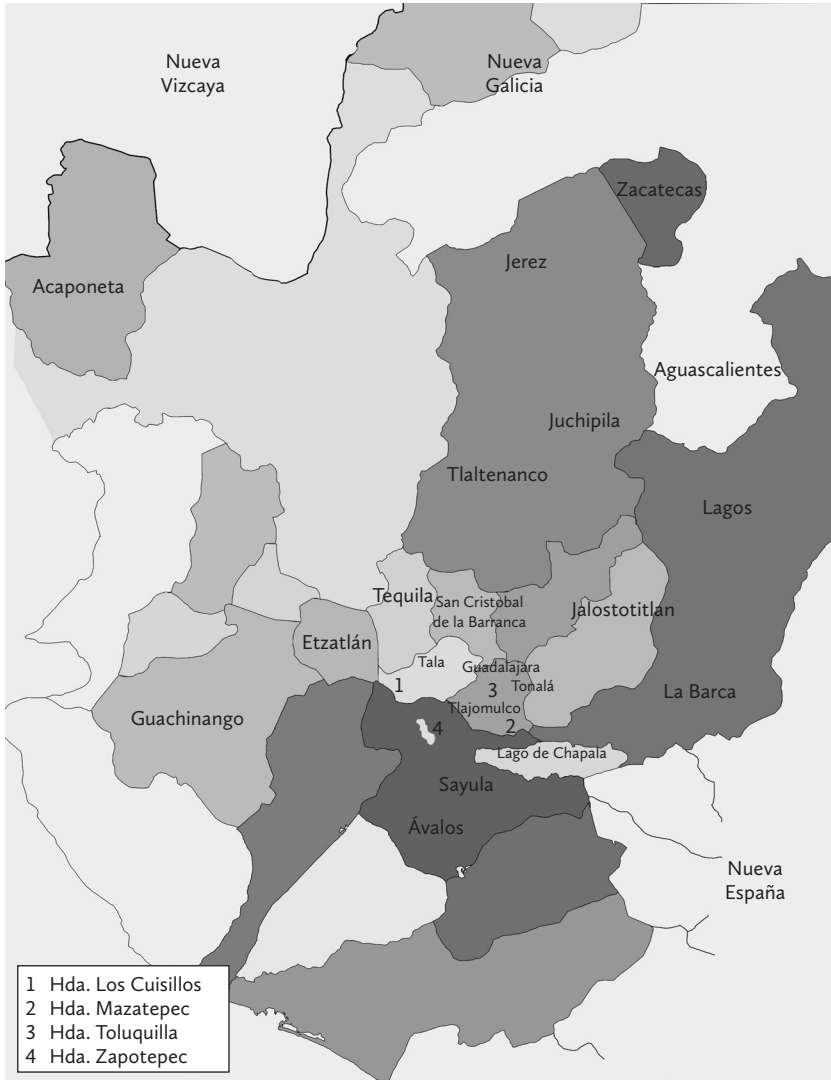 Nueva
Vizcaya
Nueva
Galicia
Zacatecas
Jerez
Acaponeta
Aguascalientes
Juchipila
Tlaltenanco
Lagos
Tequila
San Cristobal
de la Barranca
Jalostotitlan
Etzatlán
Tala
Guadalajara
1
3
Tonalá
La Barca
Tlajomulco
Guachinango
2
4
Lago de Chapala
Sayula
Ávalos
Nueva
España
1 Hda. Los Cuisillos
2 Hda. Mazatepec
3 Hda. Toluquilla
4 Hda. Zapotepec